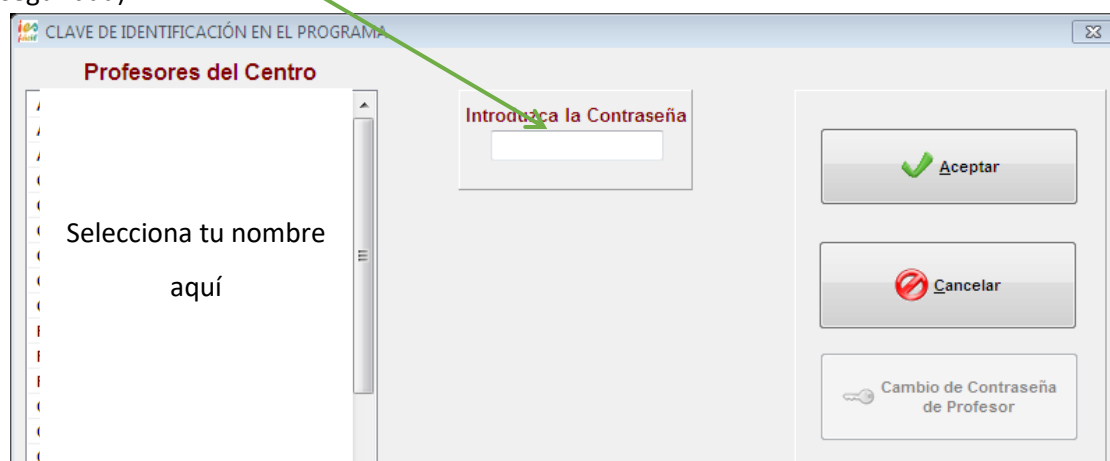 CLAVE DE IDENTIFICACIÓN EN EL PROGRAMA
Profesores del Centro
Introduzca la Contraseña
Selecciona tu nombre
aquí
Aceptar
Cancelar
Cambio de Contraseña
de Profesor